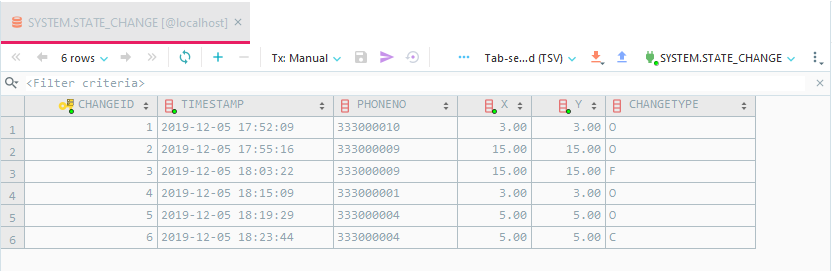 SYSTEM.STATE_CHANGE [@localhost] ×
6 rows Tx: Manual ... Tab-se...d (TSV) SYSTEM.STATE_CHANGE
<Filter criteria>
CHANGEID TIMESTAMP PHONENO X Y CHANGETYPE
1 1 2019-12-05 17:52:09 333000010 3.00 3.00 O
2 2 2019-12-05 17:55:16 333000009 15.00 15.00 O
3 3 2019-12-05 18:03:22 333000009 15.00 15.00 F
4 4 2019-12-05 18:15:09 333000001 3.00 3.00 O
5 5 2019-12-05 18:19:29 333000004 5.00 5.00 O
6 6 2019-12-05 18:23:44 333000004 5.00 5.00 C